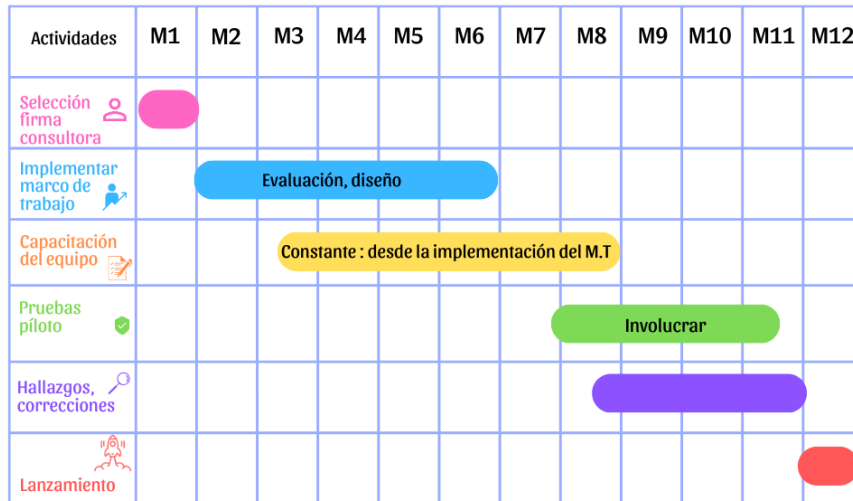 Actividades M1 M2 M3 M4 M5 M6 M7 M8 M9 M10 M11 M12
Selección
firma
consultora
Implementar
marco de
trabajo
Evaluación, diseño
Capacitación
del equipo
Constante : desde la implementación del M.T
Pruebas
píloto
Involucrar
Hallazgos,
correcciones
Lanzamiento